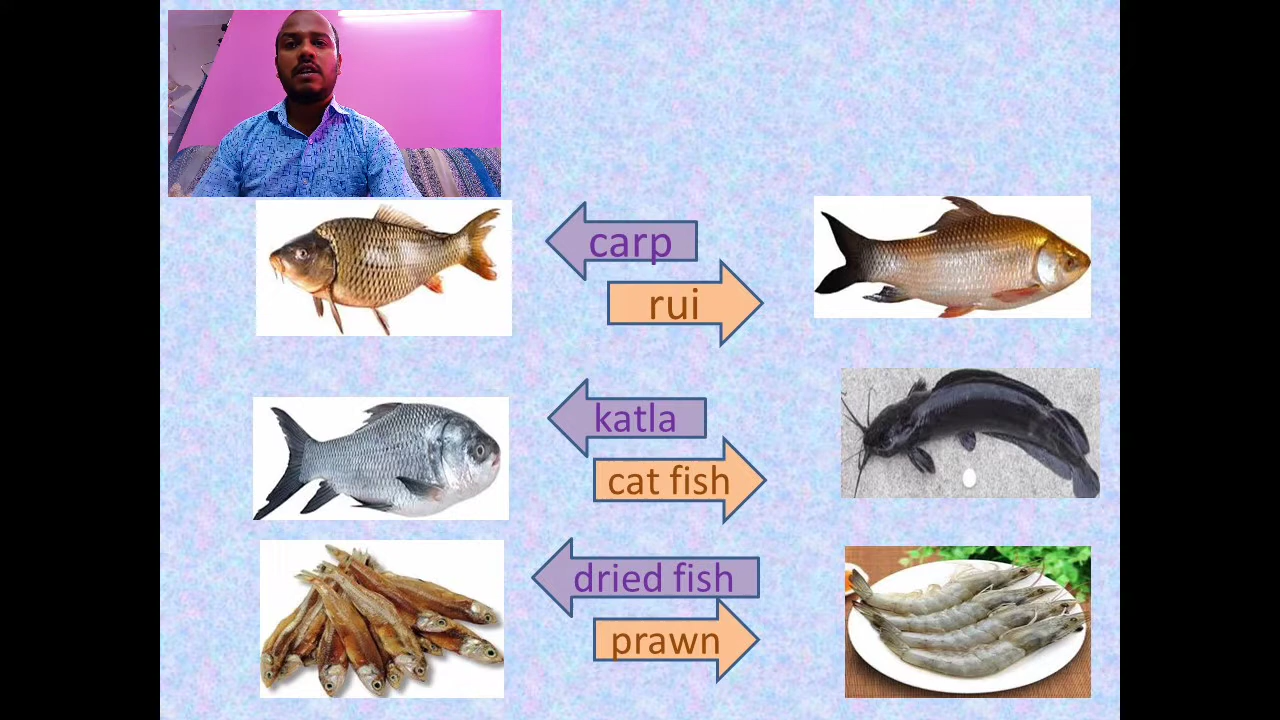 carp
rui
katla
cat fish
dried fish
prawn